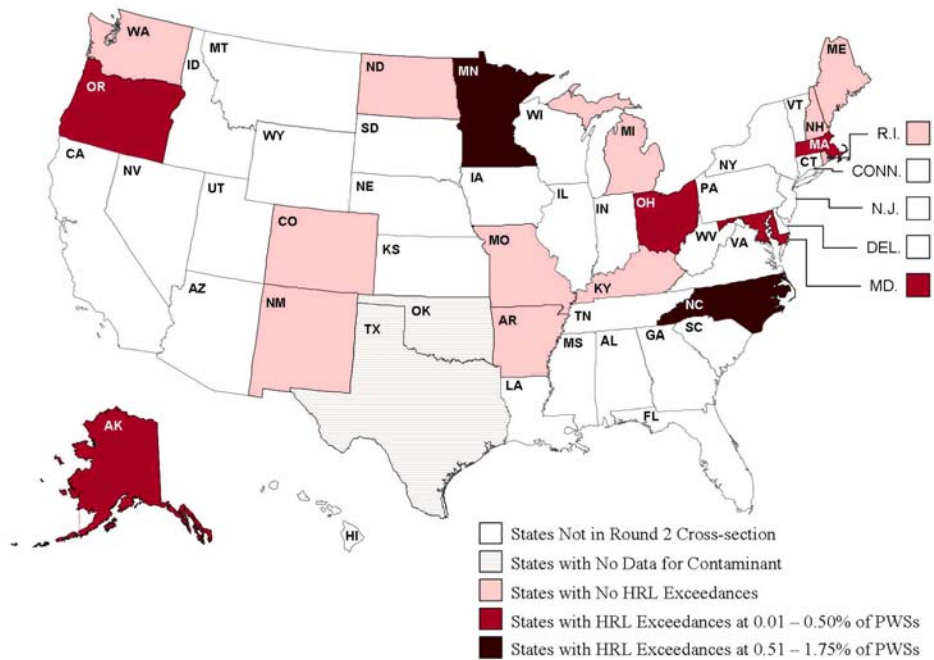 WA
MT
ME
ND
MN
ID
VT
OR
NH
R.I.
WI
MI
MA
SD
WY
CT
CONN.
CA
NY
NV
IA
PA
N.J.
NE
UT
IL
IN
OH
DEL.
CO
WV
VA
MO
KS
MD.
KY
AZ
NM
OK
NC
TN
TX
AR
SC
MS
AL
GA
LA
FL
AK
HI
States Not in Round 2 Cross-section
States with No Data for Contaminant
States with No HRL Exceedances
States with HRL Exceedances at 0.01 – 0.50% of PWSs
States with HRL Exceedances at 0.51 – 1.75% of PWSs